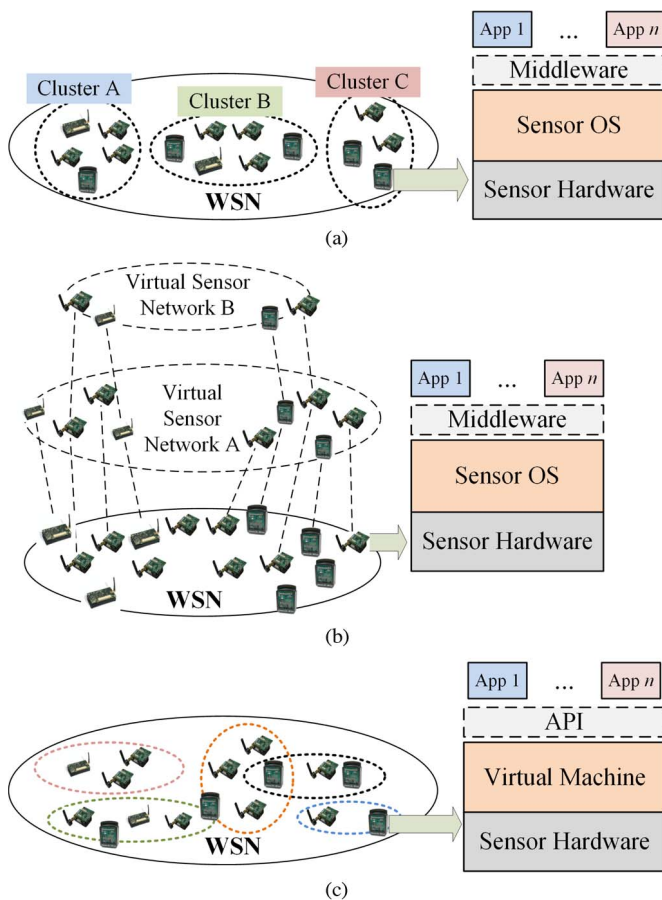 App 1 ... App n
Middleware
Cluster A
Cluster B
Cluster C
Sensor OS
Sensor Hardware
WSN
(a)
Virtual Sensor
Network B
Virtual
Sensor
Network A
App 1 ... App n
Middleware
Sensor OS
Sensor Hardware
WSN
(b)
App 1 ... App n
API
Virtual Machine
Sensor Hardware
WSN
(c)